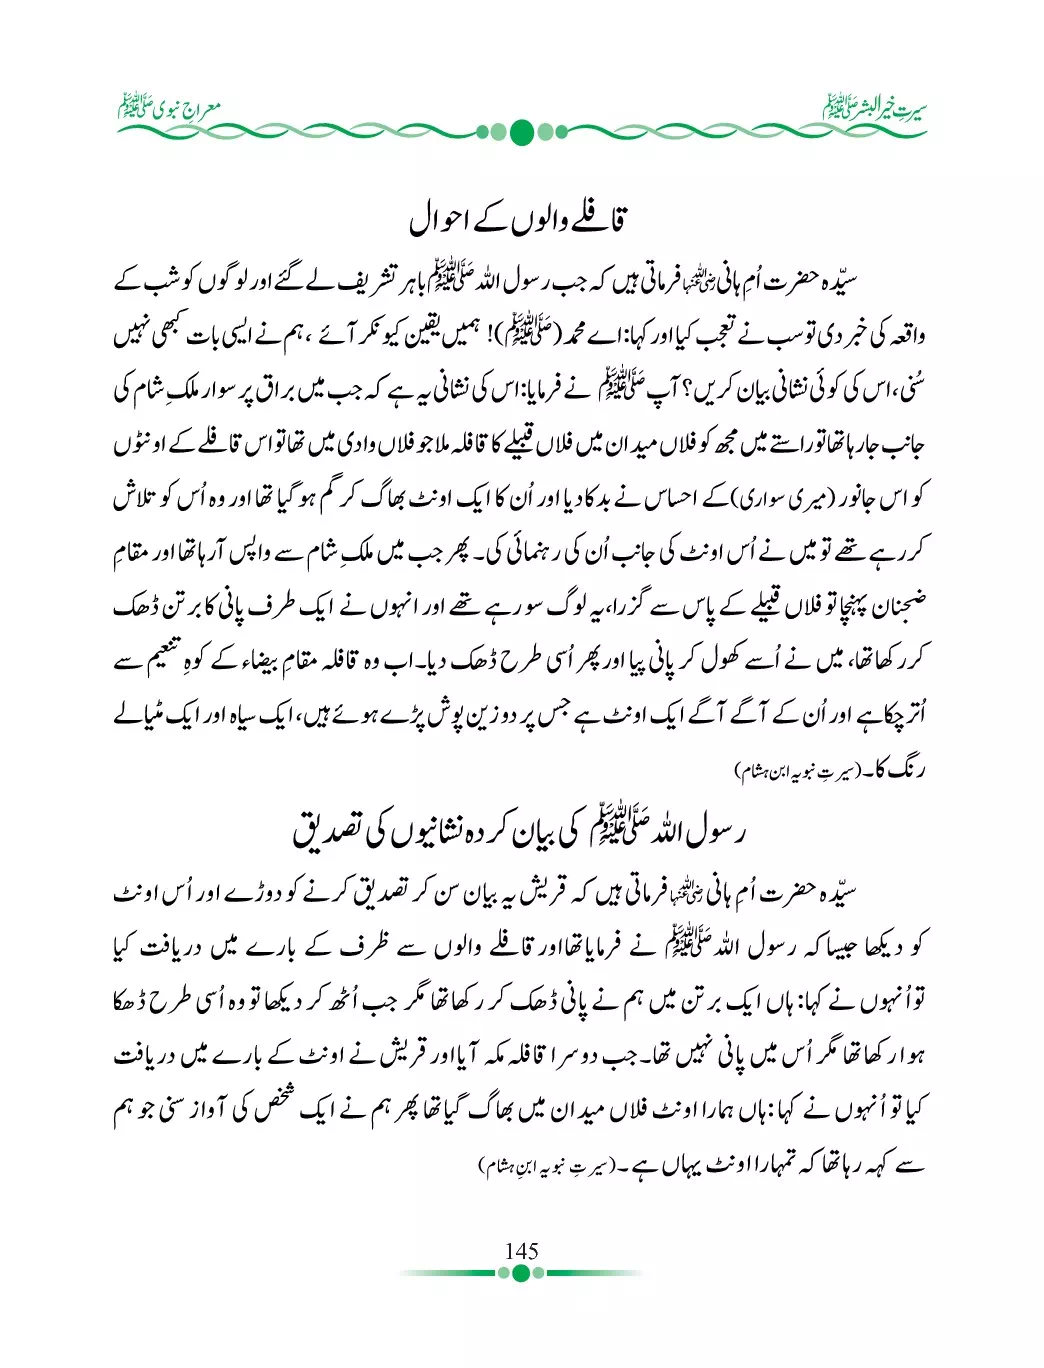 سیرتِ خیر البشر ﷺ
معراجِ نبوی ﷺ
قافلے والوں کے احوال
سیّدہ حضرت اُمِ ہانی رضی اللہ عنہا فرماتی ہیں کہ جب رسول اللہ ﷺ باہر تشریف لے گئے اور لوگوں کو شب کے
واقعہ کی خبر دی تو سب نے تعجب کیا اور کہا: اے محمد (ﷺ)! ہمیں یقین کیونکر آئے ، ہم نے ایسی بات کبھی نہیں
سُنی، اس کی کوئی نشانی بیان کریں؟ آپ ﷺ نے فرمایا: اس کی نشانی یہ ہے کہ جب میں براق پر سوار ملکِ شام کی
جانب جارہا تھا تو راستے میں مجھ کو فلاں میدان میں فلاں قبیلے کا قافلہ ملا جو فلاں وادی میں تھا تو اس قافلے کے اونٹوں
کو اس جانور (میری سواری) کے احساس نے بدکا دیا اور اُن کا ایک اونٹ بھاگ کر گم ہو گیا تھا اور وہ اُس کو تلاش
کر رہے تھے تو میں نے اُس اونٹ کی جانب اُن کی رہنمائی کی۔ پھر جب میں ملکِ شام سے واپس آرہا تھا اور مقامِ
ضجنان پہنچا تو فلاں قبیلے کے پاس سے گزرا، یہ لوگ سو رہے تھے اور انہوں نے ایک طرف پانی کا برتن ڈھک
کر رکھا تھا، میں نے اُسے کھول کر پانی پیا اور پھر اُسی طرح ڈھک دیا۔ اب وہ قافلہ مقامِ بیضاء کے کوہِ تنعیم سے
اُتر چکا ہے اور اُن کے آگے آگے ایک اونٹ ہے جس پر دو زین پوش پڑے ہوئے ہیں، ایک سیاہ اور ایک مٹیالے
رنگ کا۔ (سیرتِ نبویہ ابن ہشام)
رسول اللہ ﷺ کی بیان کردہ نشانیوں کی تصدیق
سیّدہ حضرت اُمِ ہانی رضی اللہ عنہا فرماتی ہیں کہ قریش یہ بیان سن کر تصدیق کرنے کو دوڑے اور اُس اونٹ
کو دیکھا جیسا کہ رسول اللہ ﷺ نے فرمایا تھا اور قافلے والوں سے ظرف کے بارے میں دریافت کیا
تو اُنہوں نے کہا: ہاں ایک برتن میں ہم نے پانی ڈھک کر رکھا تھا مگر جب اُٹھ کر دیکھا تو وہ اُسی طرح ڈھکا
ہوا رکھا تھا مگر اُس میں پانی نہیں تھا۔ جب دوسرا قافلہ مکہ آیا اور قریش نے اونٹ کے بارے میں دریافت
کیا تو اُنہوں نے کہا: ہاں ہمارا اونٹ فلاں میدان میں بھاگ گیا تھا پھر ہم نے ایک شخص کی آواز سنی جو ہم
سے کہہ رہا تھا کہ تمہارا اونٹ یہاں ہے ۔ (سیرتِ نبویہ ابنِ ہشام)
145